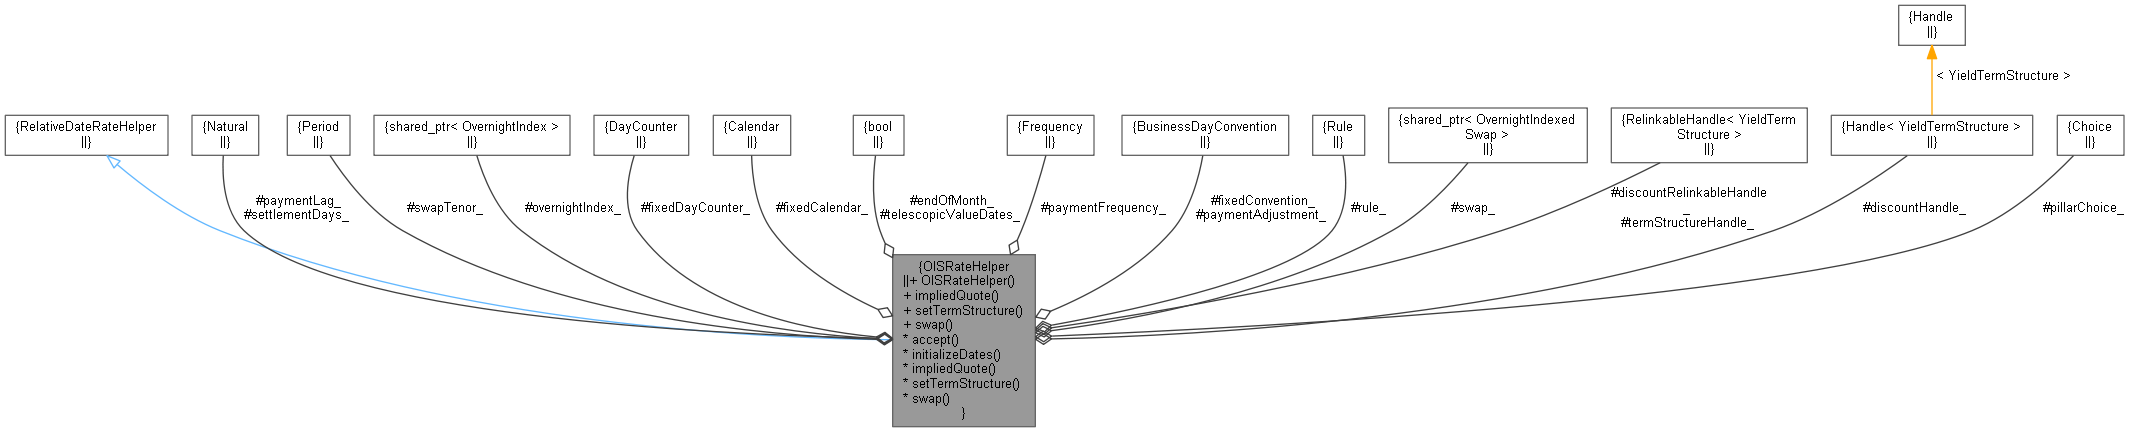 {Handle
||}
< YieldTermStructure >
{RelativeDateRateHelper
||}
{Natural
||}
{Period
||}
{shared_ptr< OvernightIndex >
||}
{DayCounter
||}
{Calendar
||}
{bool
||}
{Frequency
||}
{BusinessDayConvention
||}
{Rule
||}
{shared_ptr< OvernightIndexed
Swap >
||}
{RelinkableHandle< YieldTerm
Structure >
||}
{Handle< YieldTermStructure >
||}
{Choice
||}
#paymentLag_
#settlementDays_
#swapTenor_
#overnightIndex_
#fixedDayCounter_
#fixedCalendar_
#endOfMonth_
#telescopicValueDates_
#paymentFrequency_
#fixedConvention_
#paymentAdjustment_
#rule_
#swap_
#discountRelinkableHandle
_
#termStructureHandle_
#discountHandle_
#pillarChoice_
{OISRateHelper
||+ OISRateHelper()
+ impliedQuote()
+ setTermStructure()
+ swap()
* accept()
* initializeDates()
* impliedQuote()
* setTermStructure()
* swap()
}